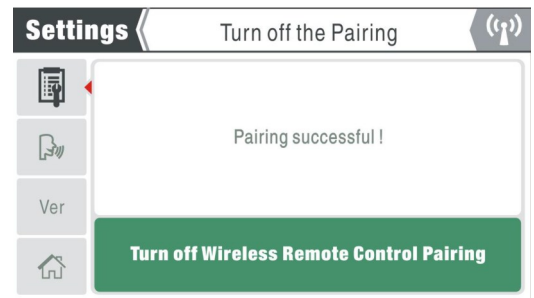 Settings
Turn off the Pairing
Pairing successful !
Ver
Turn off Wireless Remote Control Pairing